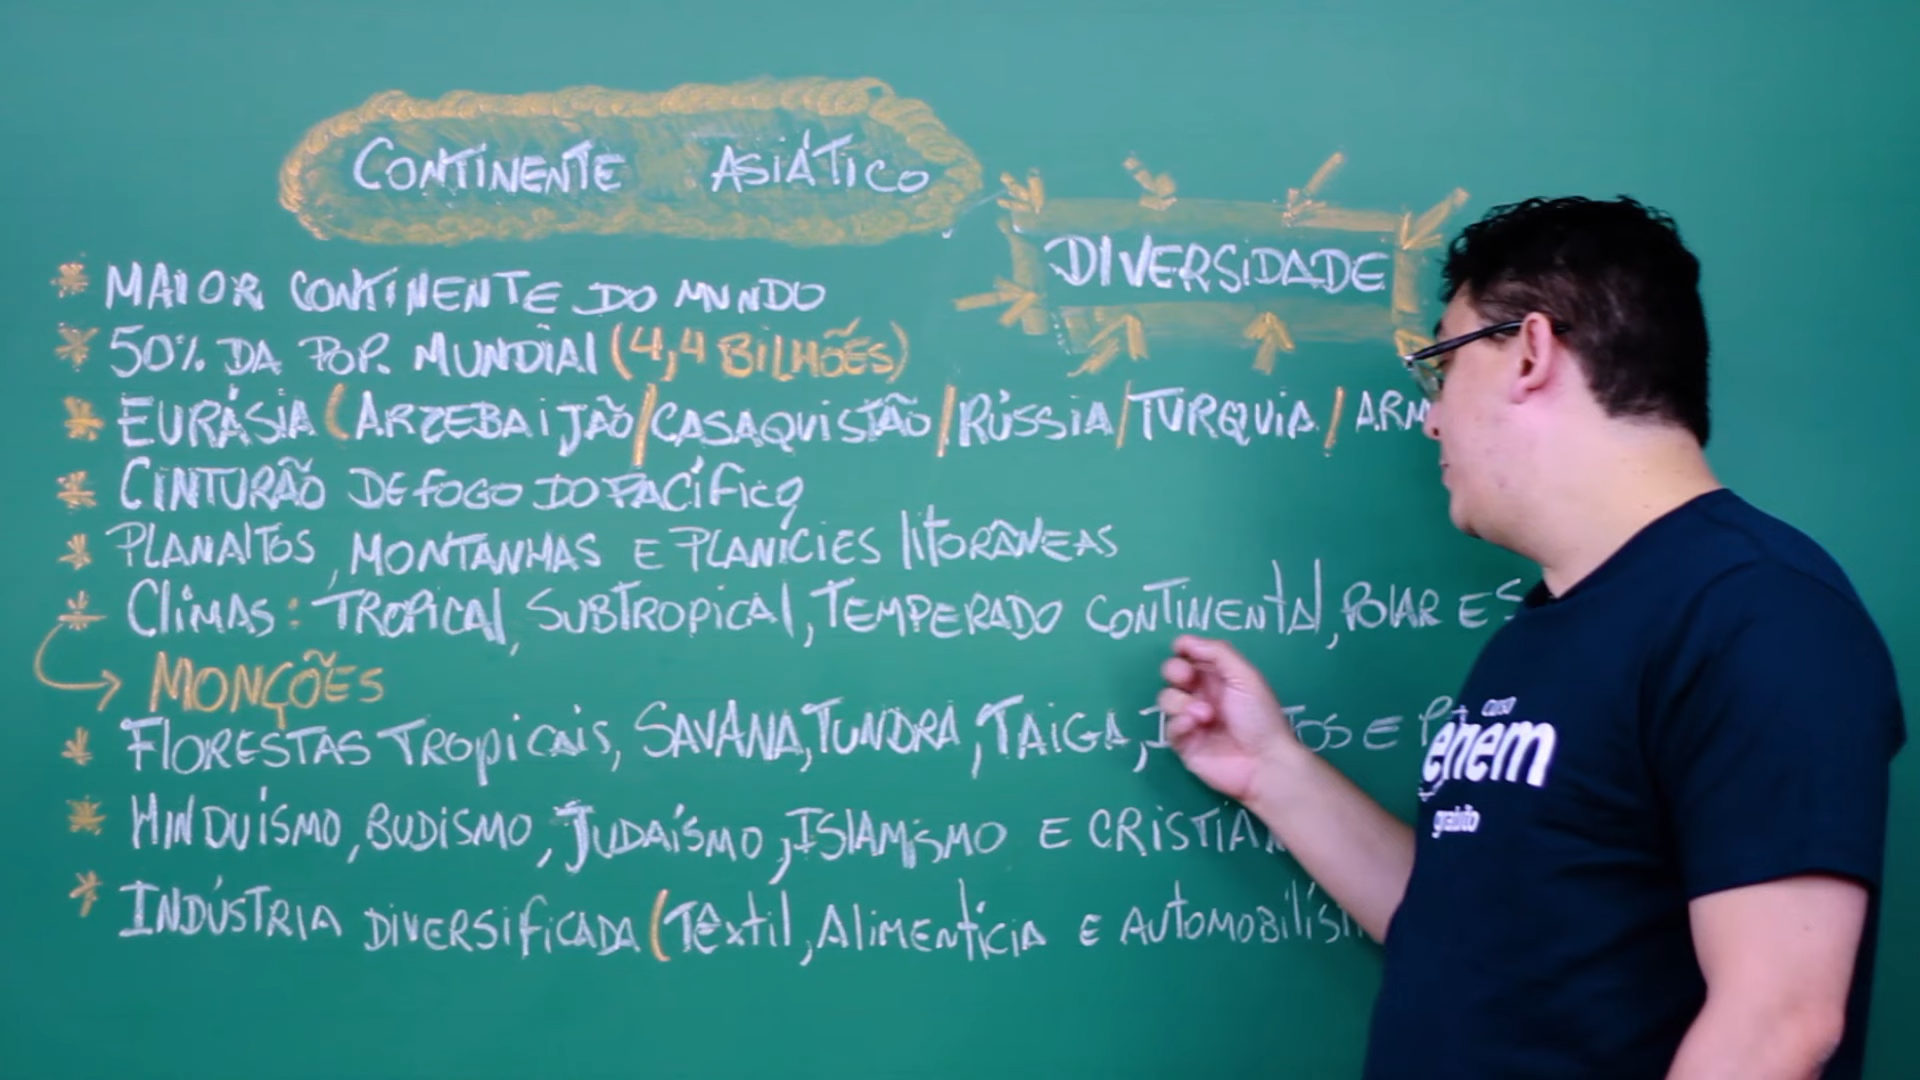 CONTINENTE ASIÁTICO
DIVERSIDADE
* MAIOR CONTINENTE DO MUNDO
* 50% DA POP. MUNDIAL (4,4 BILHÕES)
* EURÁSIA (ARZEBAIJÃO/CASAQUISTÃO/RÚSSIA/TURQUIA/
* CINTURÃO DE FOGO DO PACÍFICO
* PLANALTOS, MONTANHAS E PLANÍCIES LITORÂNEAS
* CLIMAS: TROPICAL, SUBTROPICAL, TEMPERADO CONTINENTAL, POLAR E
→ MONÇÕES
* FLORESTAS TROPICAIS, SAVANA, TUNDRA, TAIGA, E
* HINDUÍSMO, BUDISMO, JUDAÍSMO, ISLAMISMO E
* INDÚSTRIA DIVERSIFICADA (TÊXTIL, ALIMENTÍCIA E
curso
enem
gratuito